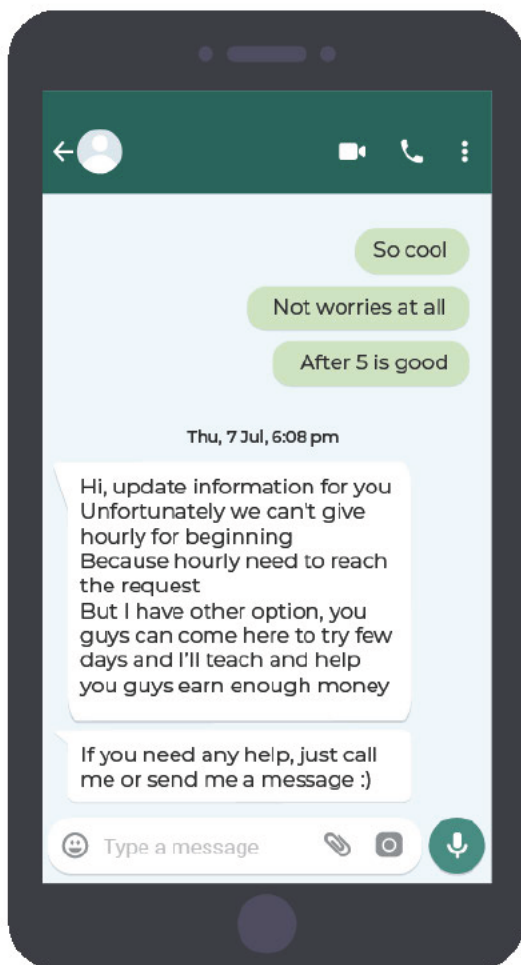 So cool
Not worries at all
After 5 is good
Thu, 7 Jul, 6:08 pm
Hi, update information for you
Unfortunately we can't give
hourly for beginning
Because hourly need to reach
the request
But I have other option, you
guys can come here to try few
days and I'll teach and help
you guys earn enough money
If you need any help, just call
me or send me a message :)
Type a message